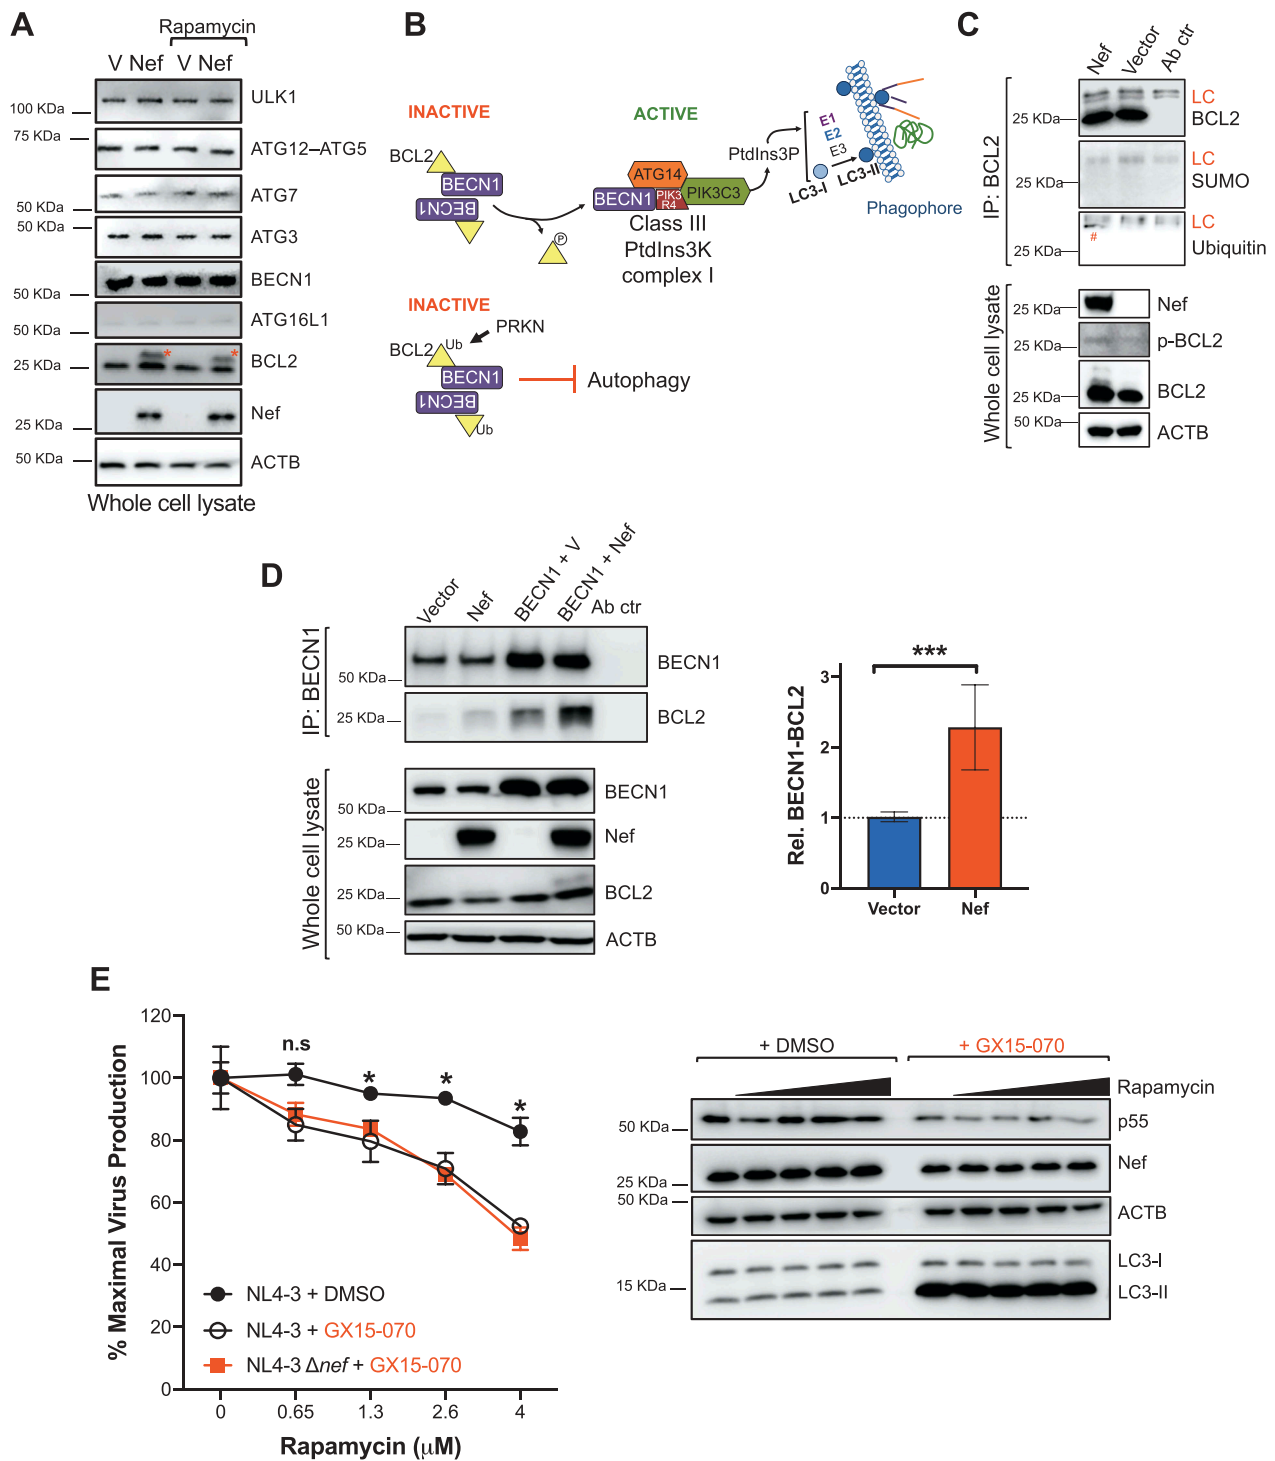 A
Rapamycin
V Nef V Nef
100 KDa
ULK1
75 KDa
ATG12–ATG5
ATG7
50 KDa
50 KDa
ATG3
BECN1
50 KDa
ATG16L1
50 KDa
*
*
BCL2
25 KDa
Nef
25 KDa
50 KDa
ACTB
Whole cell lysate
B
INACTIVE
ACTIVE
BCL2
BECN1
BECN1
P
ATG14
BECN1
PIK3
R4
PIK3C3
Class III
PtdIns3K
complex I
PtdIns3P
E1
E2
E3
LC3-I
LC3-II
Phagophore
INACTIVE
PRKN
BCL2
Ub
BECN1
BECN1
Ub
Autophagy
C
Nef
Vector
Ab ctr
IP: BCL2
LC
25 KDa
BCL2
LC
25 KDa
SUMO
LC
#
25 KDa
Ubiquitin
Whole cell lysate
25 KDa
Nef
25 KDa
p-BCL2
25 KDa
BCL2
50 KDa
ACTB
D
Vector
Nef
BECN1 + V
BECN1 + Nef
Ab ctr
IP: BECN1
BECN1
50 KDa
25 KDa
BCL2
Whole cell lysate
BECN1
50 KDa
25 KDa
Nef
25 KDa
BCL2
50 KDa
ACTB
Rel. BECN1-BCL2
***
3
2
1
0
Vector
Nef
E
% Maximal Virus Production
120
100
80
60
40
20
0
n.s
*
*
*
NL4-3 + DMSO
NL4-3 + GX15-070
NL4-3 Δnef + GX15-070
0 0.65 1.3 2.6 4
Rapamycin (μM)
+ DMSO
+ GX15-070
Rapamycin
50 KDa
p55
Nef
25 KDa
50 KDa
ACTB
LC3-I
15 KDa
LC3-II